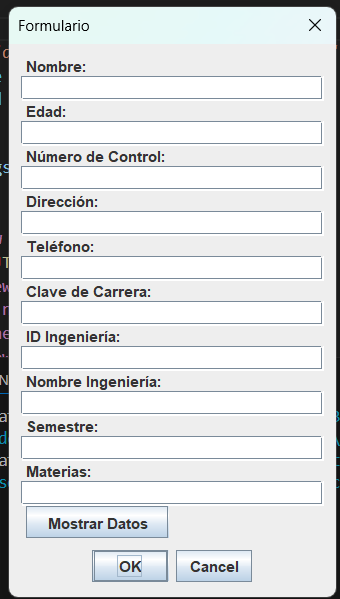 Formulario
Nombre:
Edad:
Número de Control:
Dirección:
Teléfono:
Clave de Carrera:
ID Ingeniería:
Nombre Ingeniería:
Semestre:
Materias:
Mostrar Datos
OK Cancel